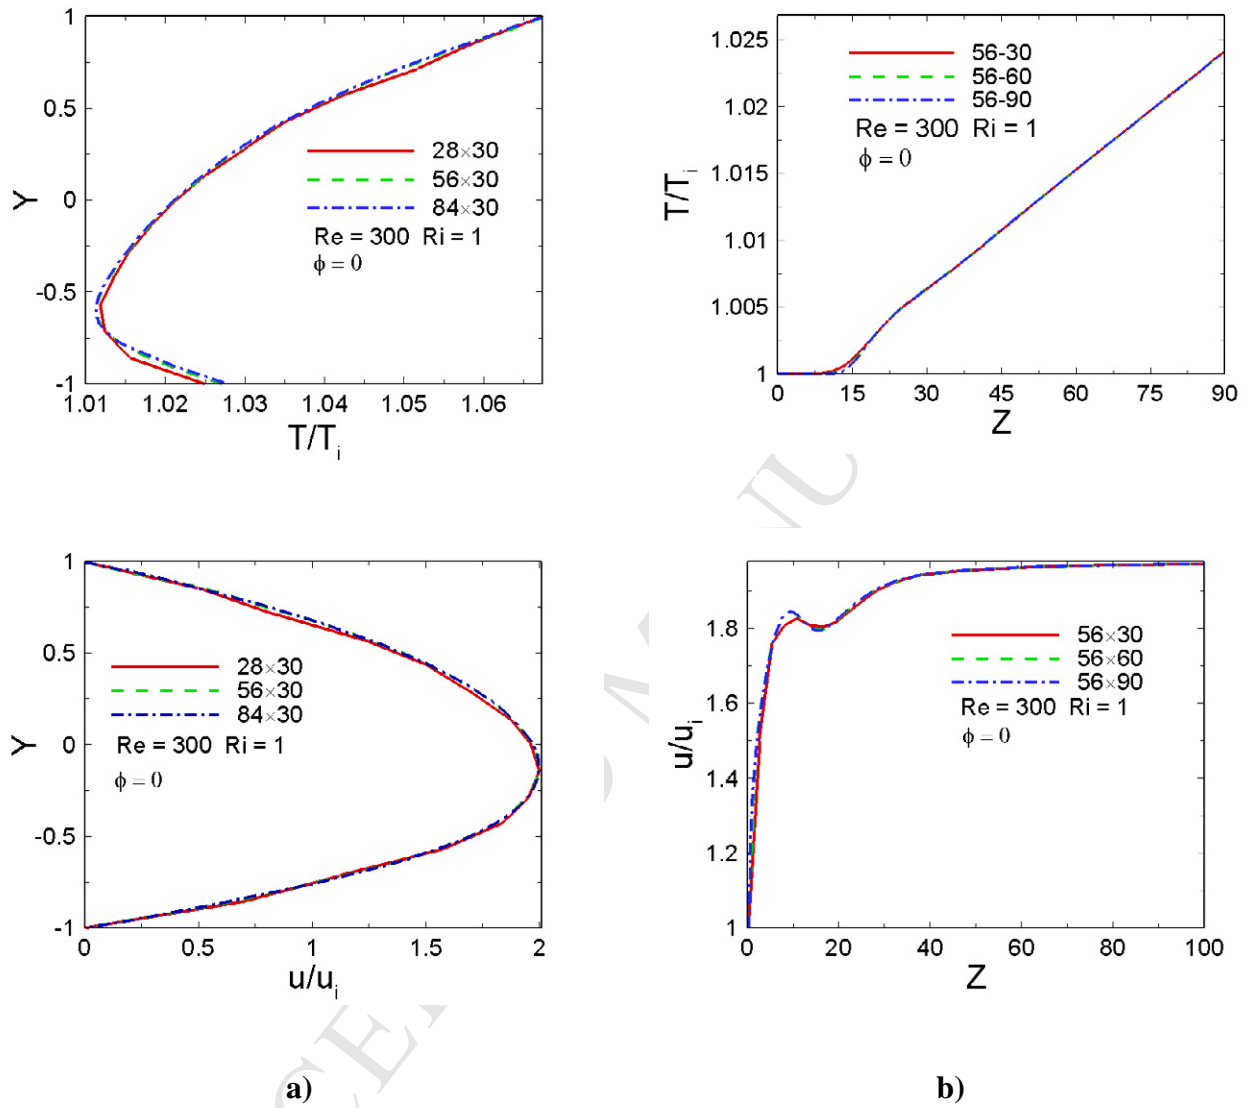 1
0.5
0
-0.5
-1
Y
28×30
56×30
84×30
Re = 300 Ri = 1
ϕ = 0
1.01 1.02 1.03 1.04 1.05 1.06
T/Ti
1.025
1.02
1.015
1.01
1.005
1
T/Ti
56-30
56-60
56-90
Re = 300 Ri = 1
ϕ = 0
0 15 30 45 60 75 90
Z
1
0.5
0
-0.5
-1
Y
28×30
56×30
84×30
Re = 300 Ri = 1
ϕ = 0
0 0.5 1 1.5 2
u/ui
1.8
1.6
1.4
1.2
1
u/ui
56×30
56×60
56×90
Re = 300 Ri = 1
ϕ = 0
0 20 40 60 80 100
Z
a)
b)